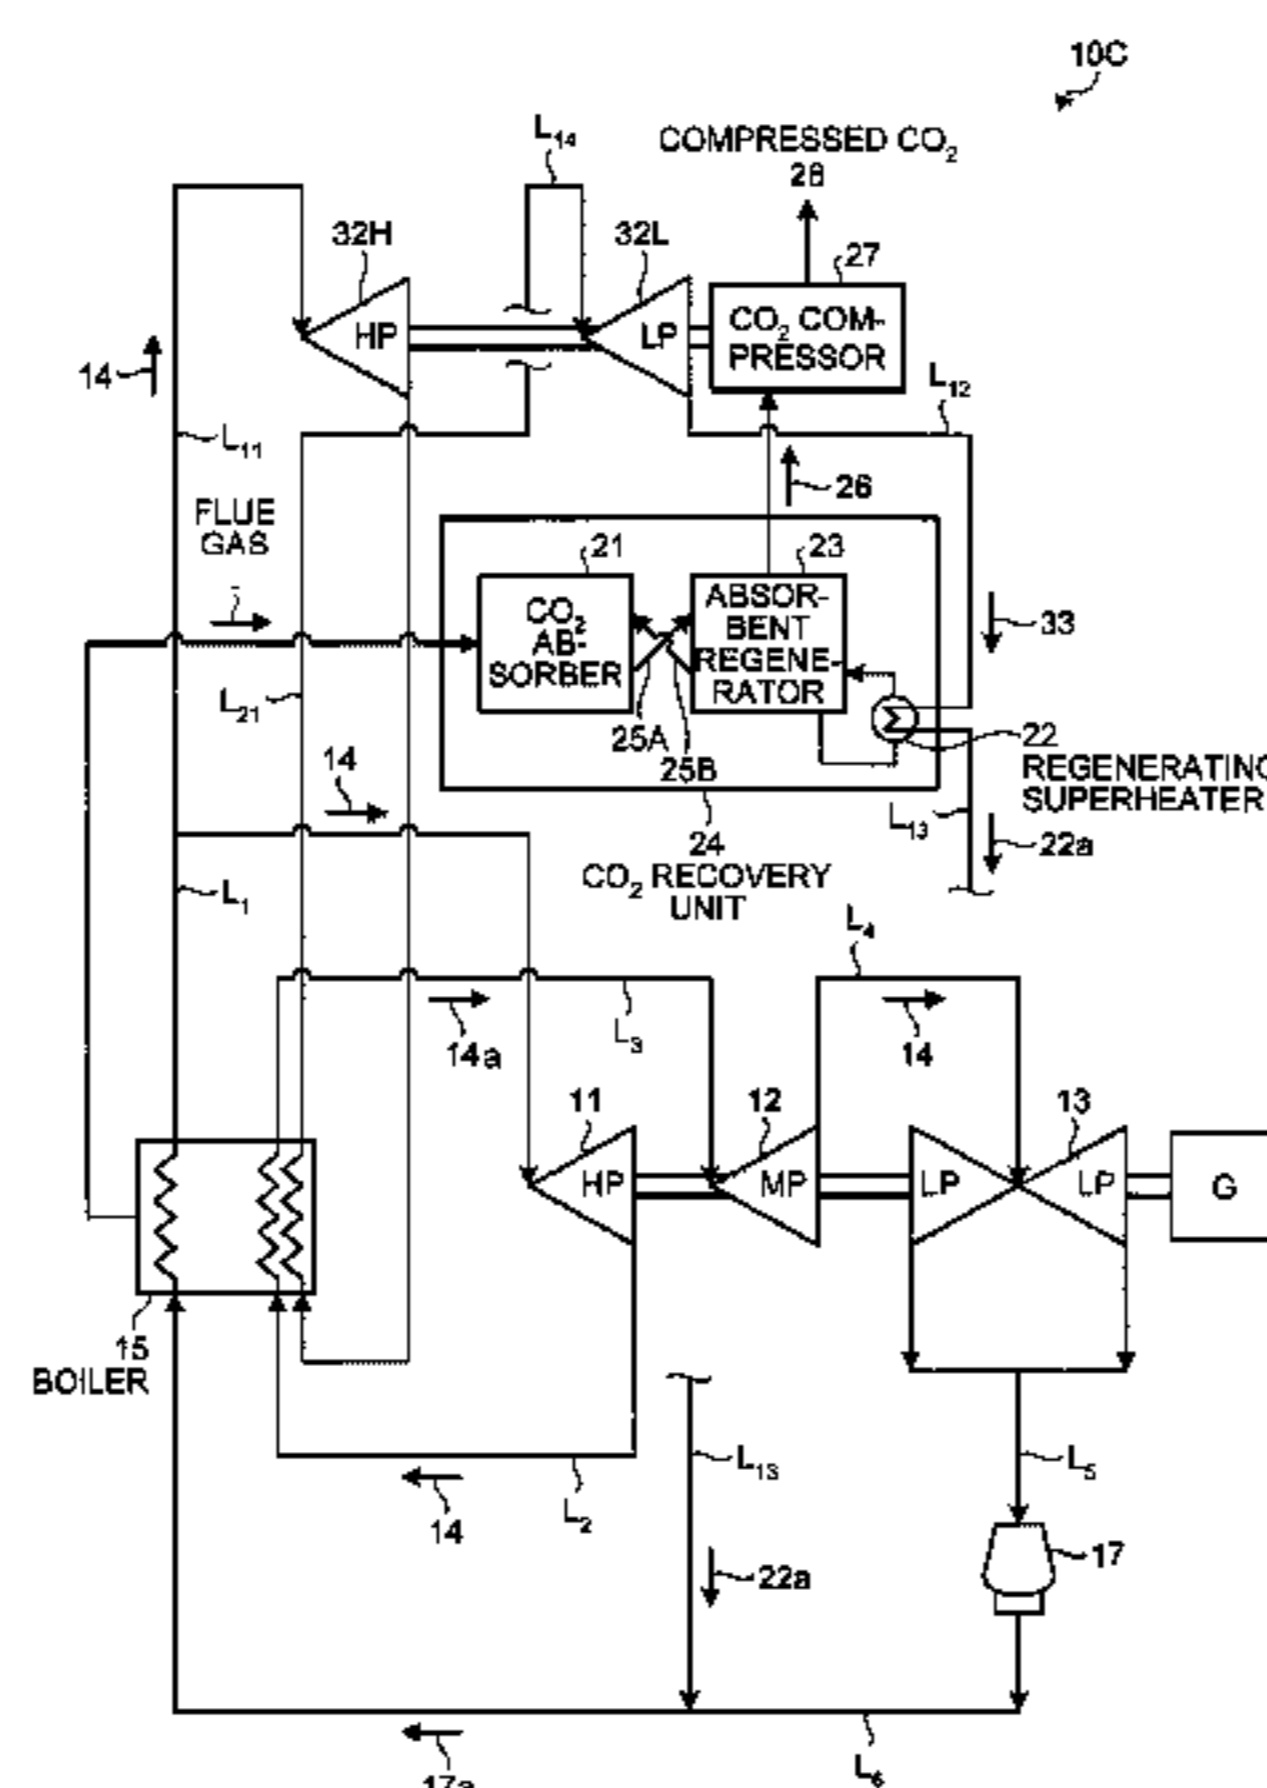 10C
L14
COMPRESSED CO2
28
32H
32L
27
HP
LP
CO2 COM-
PRESSOR
14
L12
L11
26
FLUE
GAS
21
23
CO2
AB-
SORBER
ABSOR-
BENT
REGENE-
RATOR
33
L21
25A
25B
22
REGENERATING
SUPERHEATER
14
L13
22a
24
CO2 RECOVERY
UNIT
L1
L4
14a
L3
14
11
12
13
HP
MP
LP
LP
G
15
BOILER
L13
L5
14
L2
22a
17
17a
L6